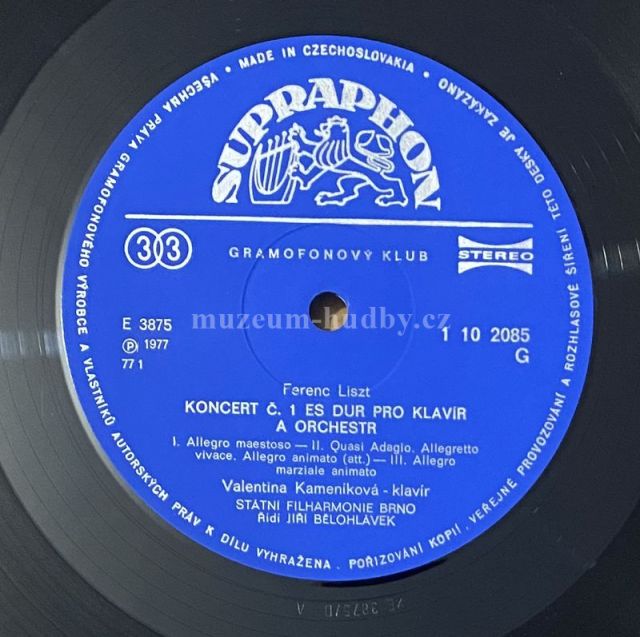 VŠECHNA PRÁVA GRAMOFONOVÉHO VÝROBCE A VLASTNÍKŮ AUTORSKÝCH PRÁV K DÍLU VYHRAŽENA. POŘIZOVÁNÍ KOPIÍ, VEŘEJNÉ PROVOZOVÁNÍ A ROZHLASOVÉ ŠÍŘENÍ TÉTO DESKY JE ZAKÁZÁNO
• MADE IN CZECHOSLOVAKIA •
SUPRAPHON
33
GRAMOFONOVÝ KLUB
STEREO
muzeum-hudby.cz
E 3875
Ⓟ 1977
77 1
1 10 2085
G
Ferenc Liszt
KONCERT Č. 1 ES DUR PRO KLAVÍR
A ORCHESTR
I. Allegro maestoso — II. Quasi Adagio. Allegretto
vivace. Allegro animato (att.) — III. Allegro
marziale animato
Valentina Kameníková - klavír
STÁTNÍ FILHARMONIE BRNO
Řídí JIŘÍ BĚLOHLÁVEK